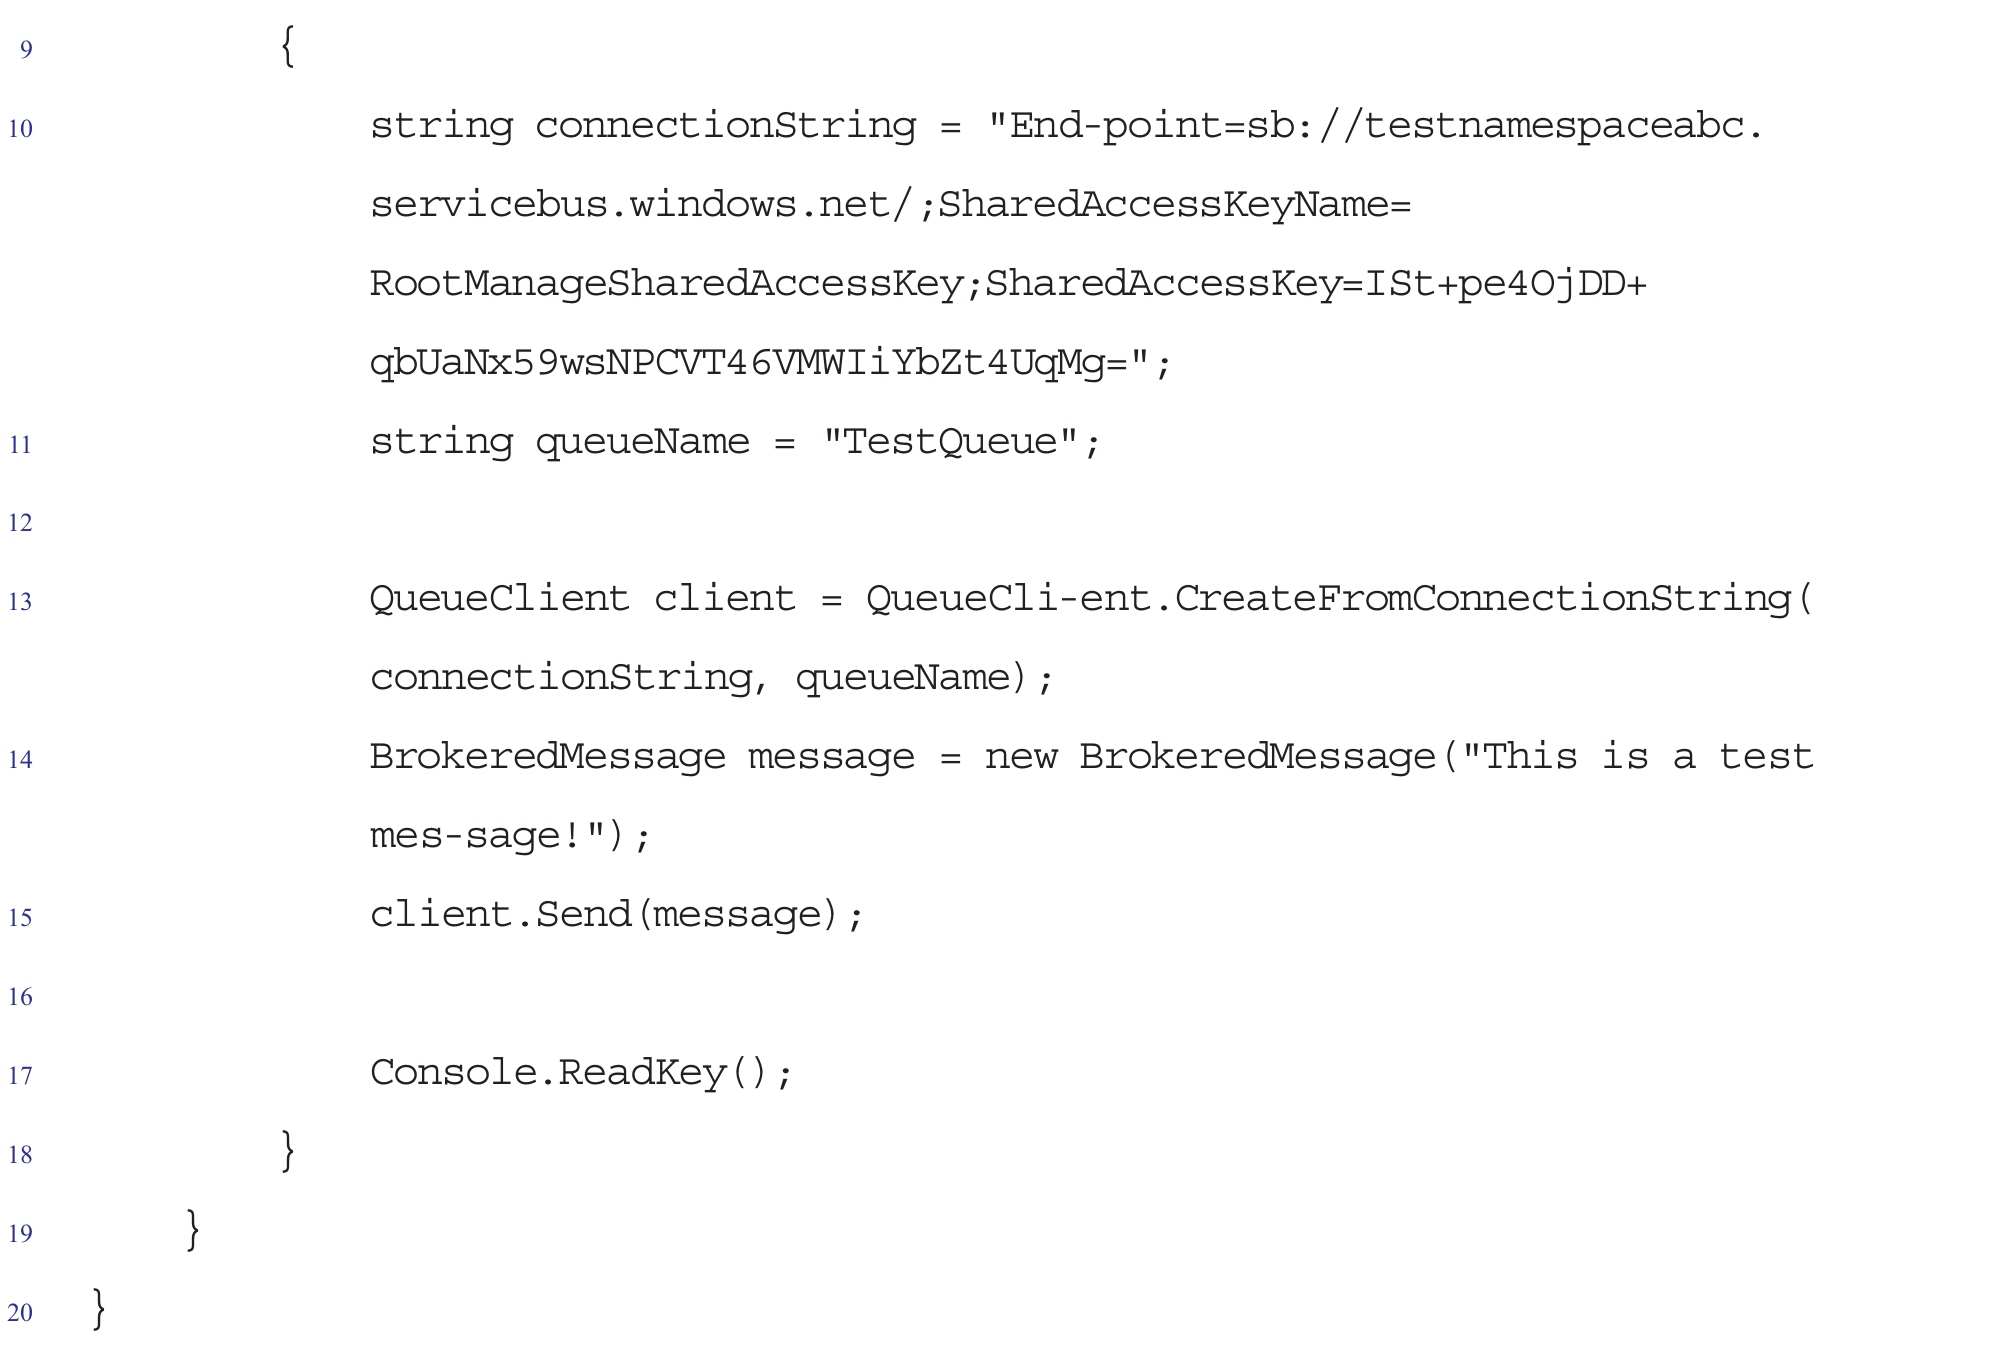 9 {
10 string connectionString = "End-point=sb://testnamespaceabc.
servicebus.windows.net/;SharedAccessKeyName=
RootManageSharedAccessKey;SharedAccessKey=ISt+pe4OjDD+
qbUaNx59wsNPCVT46VMWIiYbZt4UqMg=";
11 string queueName = "TestQueue";
12
13 QueueClient client = QueueCli-ent.CreateFromConnectionString(
connectionString, queueName);
14 BrokeredMessage message = new BrokeredMessage("This is a test
mes-sage!");
15 client.Send(message);
16
17 Console.ReadKey();
18 }
19 }
20 }